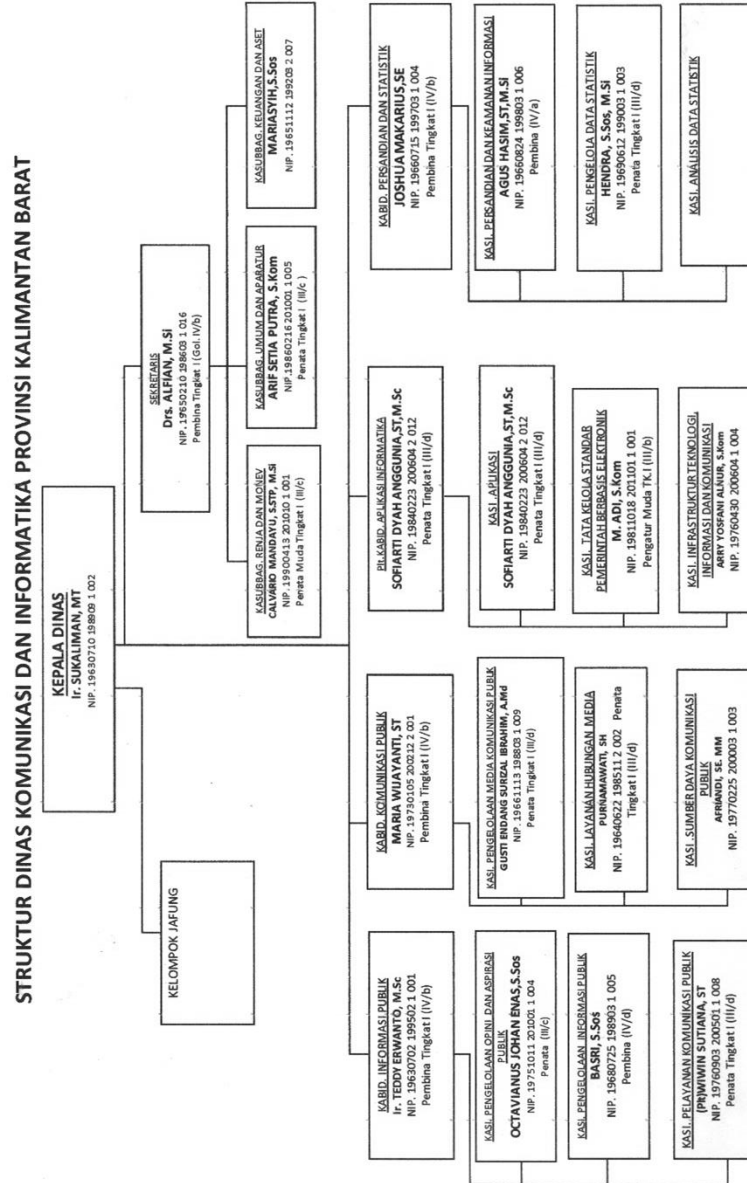 STRUKTUR DINAS KOMUNIKASI DAN INFORMATIKA PROVINSI KALIMANTAN BARAT
KEPALA DINAS
Ir. SUKALIMAN, MT
NIP. 19630710 198909 1 002
KELOMPOK JAFUNG
SEKRETARIS
Drs. ALFIAN, M.Si
NIP. 19650210 198603 1 016
Pembina Tingkat I (Gol.IV/b)
KASUBBAG. RENJA DAN MONEV
CALVARIO MANDAYU, S.STP, M.Si
NIP. 19900413 201010 1 001
Penata Muda Tingkat I (III/c)
KASUBBAG. UMUM DAN APARATUR
ARIF SETIA PUTRA, S.Kom
NIP.19860216 201001 1 005
Penata Tingkat I (III/c )
KASUBBAG. KEUANGAN DAN ASET
MARIASYIH,S.Sos
NIP. 19651112 199203 2 007
KABID. INFORMASI PUBLIK
Ir. TEDDY ERWANTO, M.Sc
NIP. 19630702 199502 1 001
Pembina Tingkat I (IV/b)
KASI. PENGELOLAAN OPINI DAN ASPIRASI
PUBLIK
OCTAVIANUS JOHAN ENAS,S.Sos
NIP. 19751011 201001 1 004
Penata (III/c)
KASI. PENGELOLAAN INFORMASI PUBLIK
BASRI, S.Sos
NIP. 19680725 198903 1 005
Pembina (IV/d)
KASI. PELAYANAN KOMUNIKASI PUBLIK
(Plt)WIWIN SUTIANA, ST
NIP. 19760903 200501 1 008
Penata Tingkat I (III/d)
KABID. KOMUNIKASI PUBLIK
MARIA WIJAYANTI, ST
NIP. 19730105 200212 2 001
Pembina Tingkat I (IV/b)
KASI. PENGELOLAAN MEDIA KOMUNIKASI PUBLIK
GUSTI ENDANG SURIZAL IBRAHIM, A.Md
NIP. 19661113 198803 1 009
Penata Tingkat I (III/d)
KASI. LAYANAN HUBUNGAN MEDIA
PURNAMAWATI, SH
NIP. 19640622 198511 2 002 Penata
Tingkat I (III/d)
KASI. SUMBER DAYA KOMUNIKASI
PUBLIK
AFRIANDI, SE. MM
NIP. 19770225 200003 1 003
Plt.KABID. APLIKASI INFORMATIKA
SOFIARTI DYAH ANGGUNIA,ST,M.Sc
NIP. 19840223 200604 2 012
Penata Tingkat I (III/d)
KASI. APLIKASI
SOFIARTI DYAH ANGGUNIA,ST,M.Sc
NIP. 19840223 200604 2 012
Penata Tingkat I (III/d)
KASI. TATA KELOLA STANDAR
PEMERINTAH BERBASIS ELEKTRONIK
M. ADI, S.Kom
NIP. 19811018 201101 1 001
Pengatur Muda TK.I (III/b)
KASI. INFRASTRUKTUR TEKNOLOGI,
INFORMASI DAN KOMUNIKASI
ARRY YOSFANI ALNUR, S.Kom
NIP. 19760430 200604 1 004
KABID. PERSANDIAN DAN STATISTIK
JOSHUA MAKARIUS,SE
NIP. 19660715 199703 1 004
Pembina Tingkat I (IV/b)
KASI. PERSANDIAN DAN KEAMANAN INFORMASI
AGUS HASIM,ST,M.Si
NIP. 19660824 199803 1 006
Pembina (IV/a)
KASI. PENGELOLA DATA STATISTIK
HENDRA, S.Sos, M.Si
NIP. 19690612 199003 1 003
Penata Tingkat I (III/d)
KASI. ANALISIS DATA STATISTIK